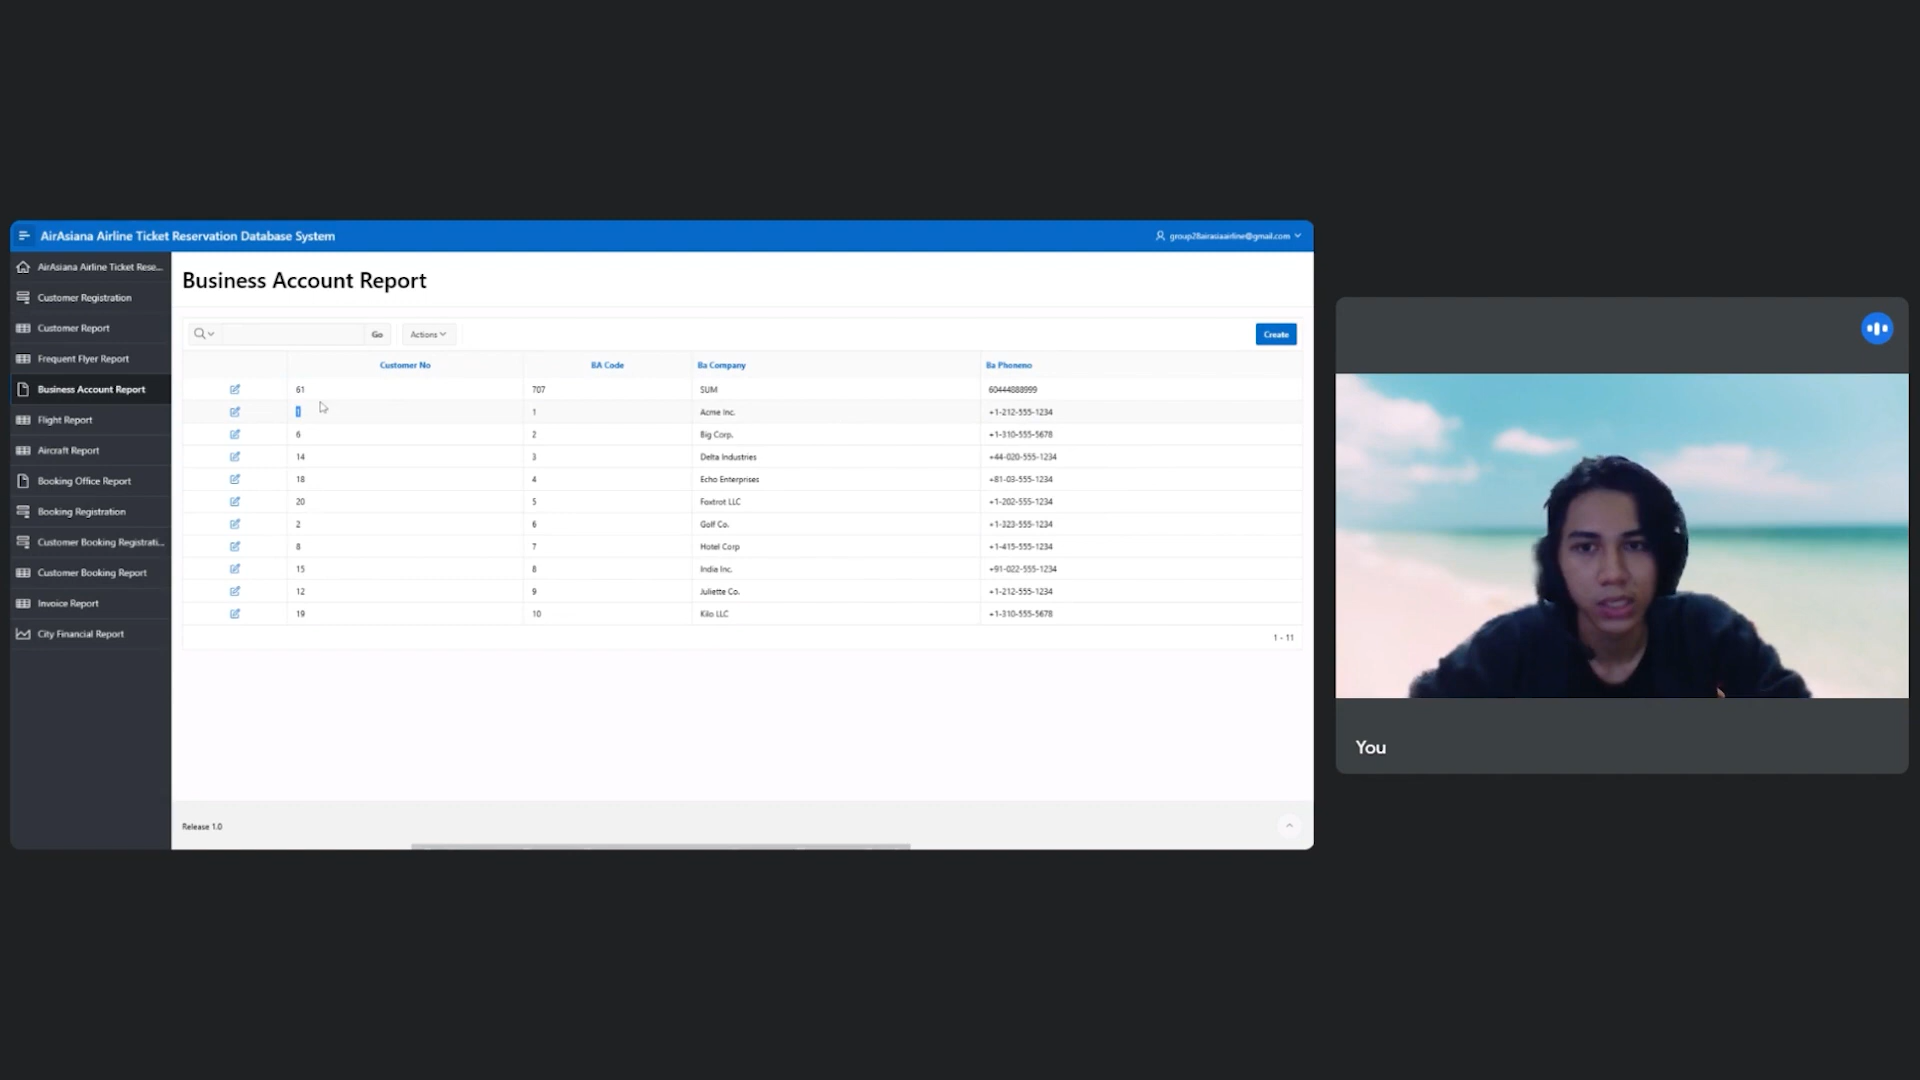 AirAsiana Airline Ticket Reservation Database System
group28airasiaairline@gmail.com
AirAsiana Airline Ticket Rese...
Customer Registration
Customer Report
Frequent Flyer Report
Business Account Report
Flight Report
Aircraft Report
Booking Office Report
Booking Registration
Customer Booking Registrati...
Customer Booking Report
Invoice Report
City Financial Report
Business Account Report
Go Actions Create
Customer No BA Code Ba Company Ba Phoneno
61 707 SUM 60444888999
1 1 Acme Inc. +1-212-555-1234
6 2 Big Corp. +1-310-555-5678
14 3 Delta Industries +44-020-555-1234
18 4 Echo Enterprises +81-03-555-1234
20 5 Foxtrot LLC +1-202-555-1234
2 6 Golf Co. +1-323-555-1234
8 7 Hotel Corp +1-415-555-1234
15 8 India Inc. +91-022-555-1234
12 9 Juliette Co. +1-212-555-1234
19 10 Kilo LLC +1-310-555-5678
1 - 11
Release 1.0
You